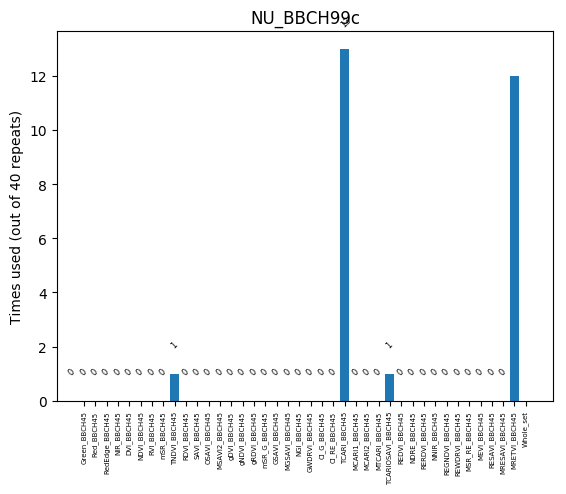 NU_BBCH99c
Times used (out of 40 repeats)
12
10
8
6
4
2
0
0 0 0 0 0 0 0 0 0 1 0 0 0 0 0 0 0 0 0 0 0 0 0 0 0 0 0 1 0 0 0 0 0 0 0 0 0 0
Green_BBCH45
Red_BBCH45
RedEdge_BBCH45
NIR_BBCH45
DVI_BBCH45
NDVI_BBCH45
RVI_BBCH45
mSR_BBCH45
TNDVI_BBCH45
RDVI_BBCH45
SAVI_BBCH45
OSAVI_BBCH45
MSAVI2_BBCH45
gDVI_BBCH45
gNDVI_BBCH45
gRDVI_BBCH45
mSR_G_BBCH45
GSAVI_BBCH45
MGSAVI_BBCH45
NGI_BBCH45
GWDRVI_BBCH45
CI_G_BBCH45
CI_RE_BBCH45
TCARI_BBCH45
MCARI1_BBCH45
MCARI2_BBCH45
MTCARI_BBCH45
TCARIOSAVI_BBCH45
REDVI_BBCH45
NDRE_BBCH45
RERDVI_BBCH45
NNIR_BBCH45
REGNDVI_BBCH45
REWDRVI_BBCH45
MSR_RE_BBCH45
MEVI_BBCH45
RESAVI_BBCH45
MRESAVI_BBCH45
MRETVI_BBCH45
Whole_set